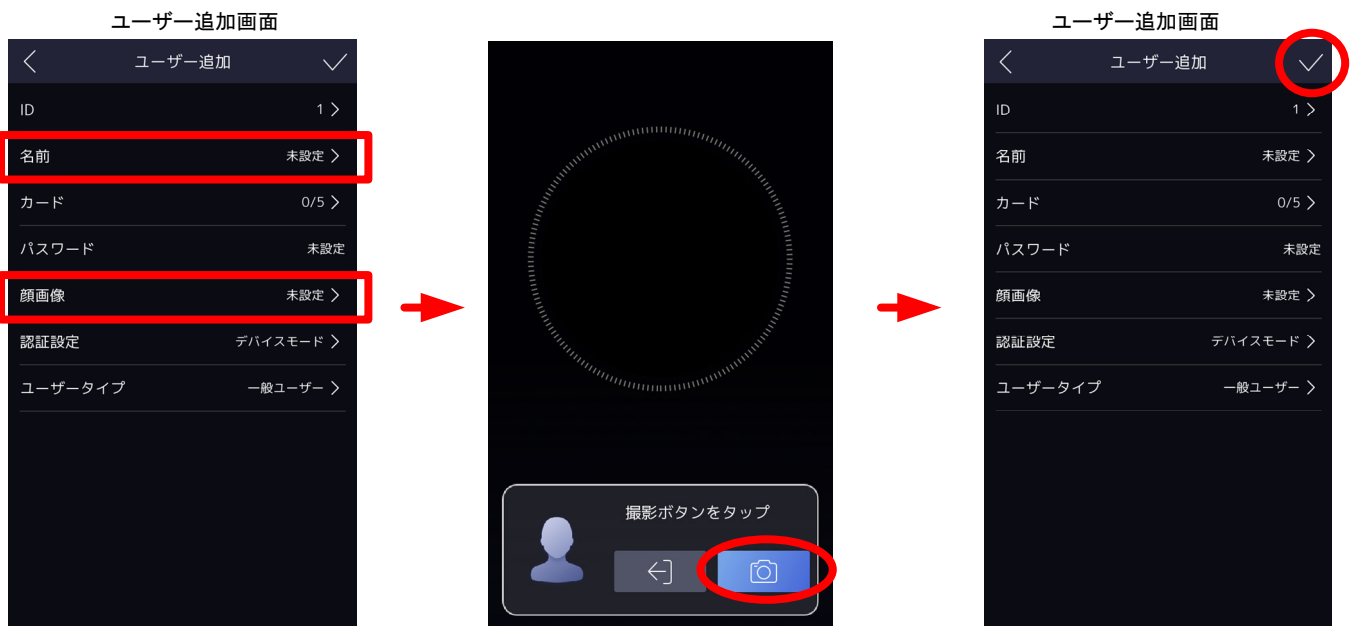 ユーザー追加画面
ユーザー追加
ID 1
名前 未設定
カード 0/5
パスワード 未設定
顔画像 未設定
認証設定 デバイスモード
ユーザータイプ 一般ユーザー
撮影ボタンをタップ
ユーザー追加画面
ユーザー追加
ID 1
名前 未設定
カード 0/5
パスワード 未設定
顔画像 未設定
認証設定 デバイスモード
ユーザータイプ 一般ユーザー